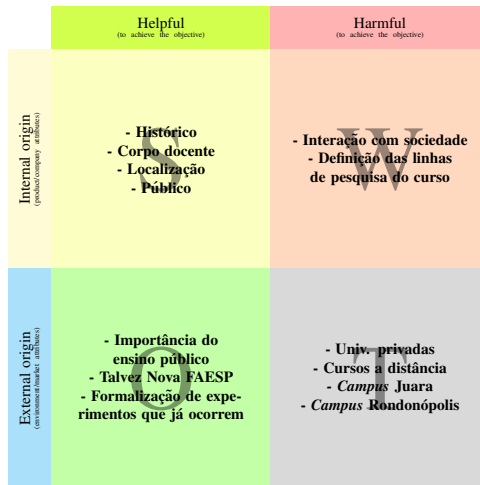 Helpful
(to achieve the objective)
Harmful
(to achieve the objective)
Internal origin
(product/company attributes)
S
- Histórico
- Corpo docente
- Localização
- Público
W
- Interação com sociedade
- Definição das linhas
de pesquisa do curso
External origin
(environment/market attributes)
O
- Importância do
ensino público
- Talvez Nova FAESP
- Formalização de expe-
rimentos que já ocorrem
T
- Univ. privadas
- Cursos a distância
- Campus Juara
- Campus Rondonópolis